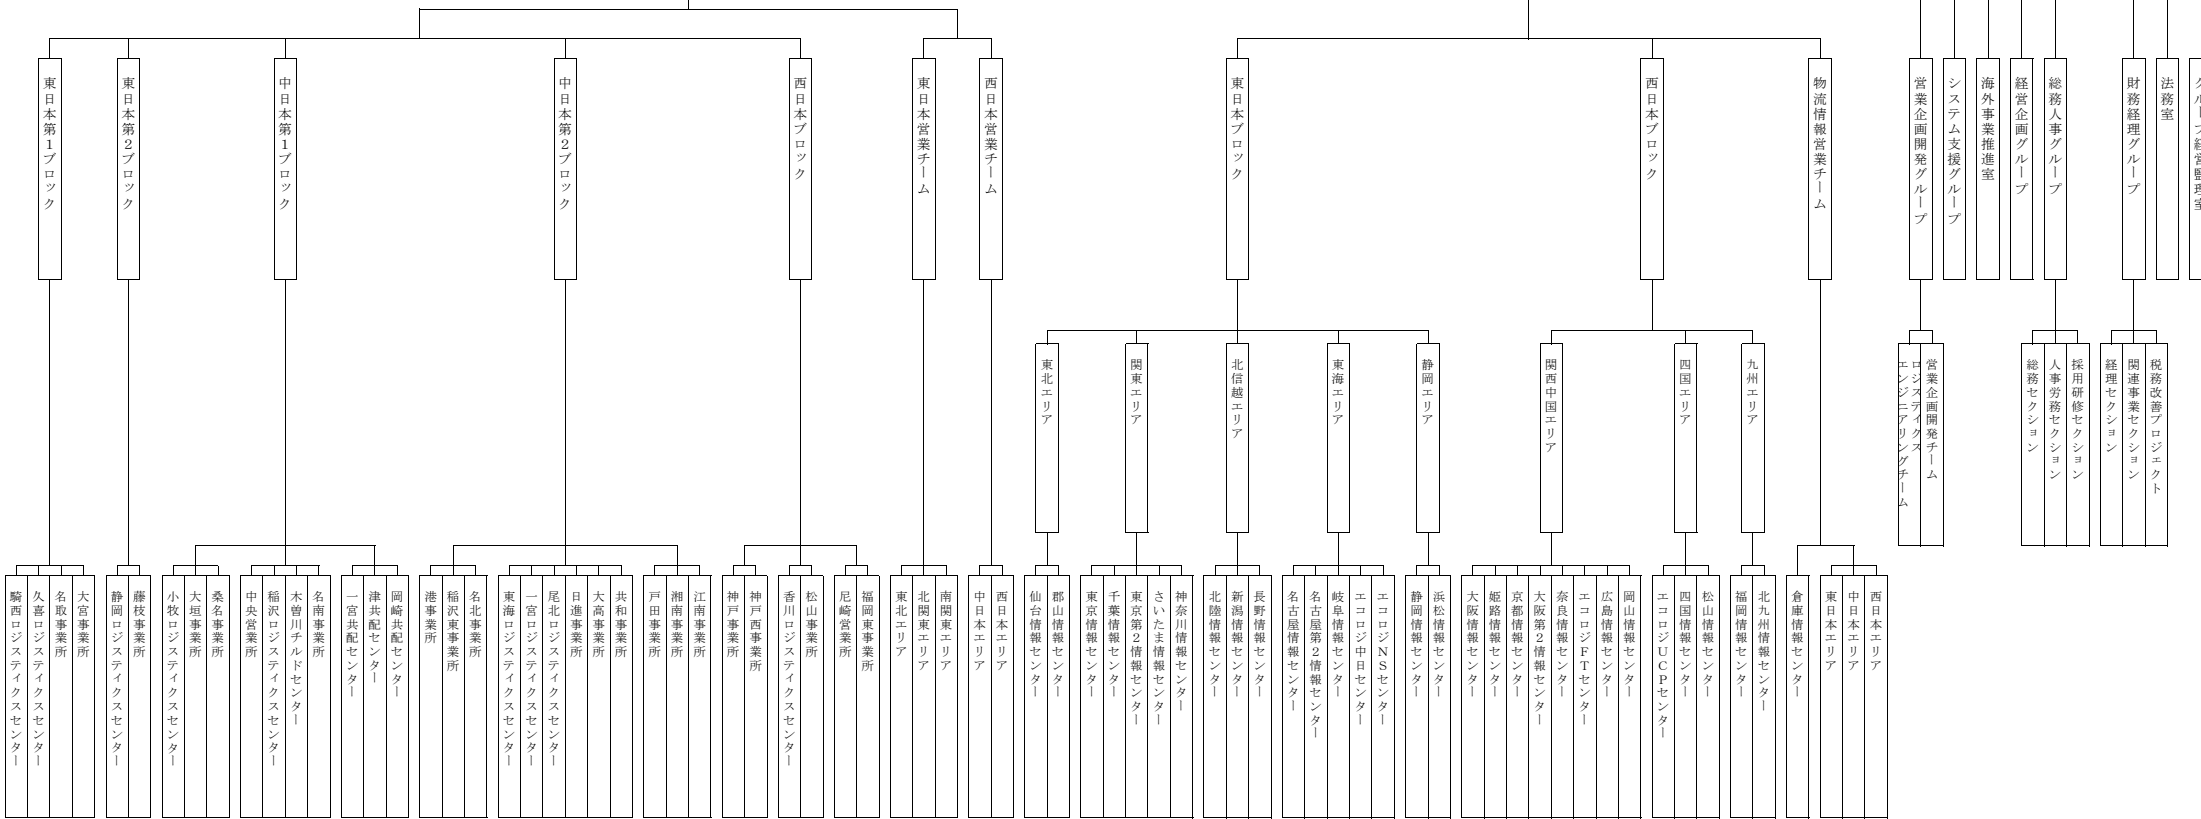 東日本第１ブロック
東日本第２ブロック
中日本第１ブロック
中日本第２ブロック
西日本ブロック
東日本営業チーム
西日本営業チーム
東日本ブロック
西日本ブロック
物流情報営業チーム
営業企画開発グループ
システム支援グループ
海外事業推進室
経営企画グループ
総務人事グループ
財務経理グループ
法務室
グループ経営監理室
東北エリア
関東エリア
北信越エリア
東海エリア
静岡エリア
関西中国エリア
四国エリア
九州エリア
ロジスティクス
エンジニアリングチーム
営業企画開発チーム
総務セクション
人事労務セクション
採用研修セクション
経理セクション
関連事業セクション
税務改善プロジェクト
騎西ロジスティクスセンター
久喜ロジスティクスセンター
名取事業所
大宮事業所
静岡ロジスティクスセンター
藤枝事業所
小牧ロジスティクスセンター
大垣事業所
桑名事業所
中央営業所
稲沢ロジスティクスセンター
木曽川チルドセンター
名南事業所
一宮共配センター
津共配センター
岡崎共配センター
港事業所
稲沢東事業所
名北事業所
東海ロジスティクスセンター
一宮ロジスティクスセンター
尾北ロジスティクスセンター
日進事業所
大高事業所
共和事業所
戸田事業所
湘南事業所
江南事業所
神戸事業所
神戸西事業所
香川ロジスティクスセンター
松山事業所
尼崎営業所
福岡東事業所
東北エリア
北関東エリア
南関東エリア
中日本エリア
西日本エリア
仙台情報センター
郡山情報センター
東京情報センター
千葉情報センター
東京第２情報センター
さいたま情報センター
神奈川情報センター
北陸情報センター
新潟情報センター
長野情報センター
名古屋情報センター
名古屋第２情報センター
岐阜情報センター
エコロジ中日センター
エコロジＮＳセンター
静岡情報センター
浜松情報センター
大阪情報センター
姫路情報センター
京都情報センター
大阪第２情報センター
奈良情報センター
エコロジＦＴセンター
広島情報センター
岡山情報センター
エコロジＵＣＰセンター
四国情報センター
松山情報センター
福岡情報センター
北九州情報センター
倉庫情報センター
東日本エリア
中日本エリア
西日本エリア